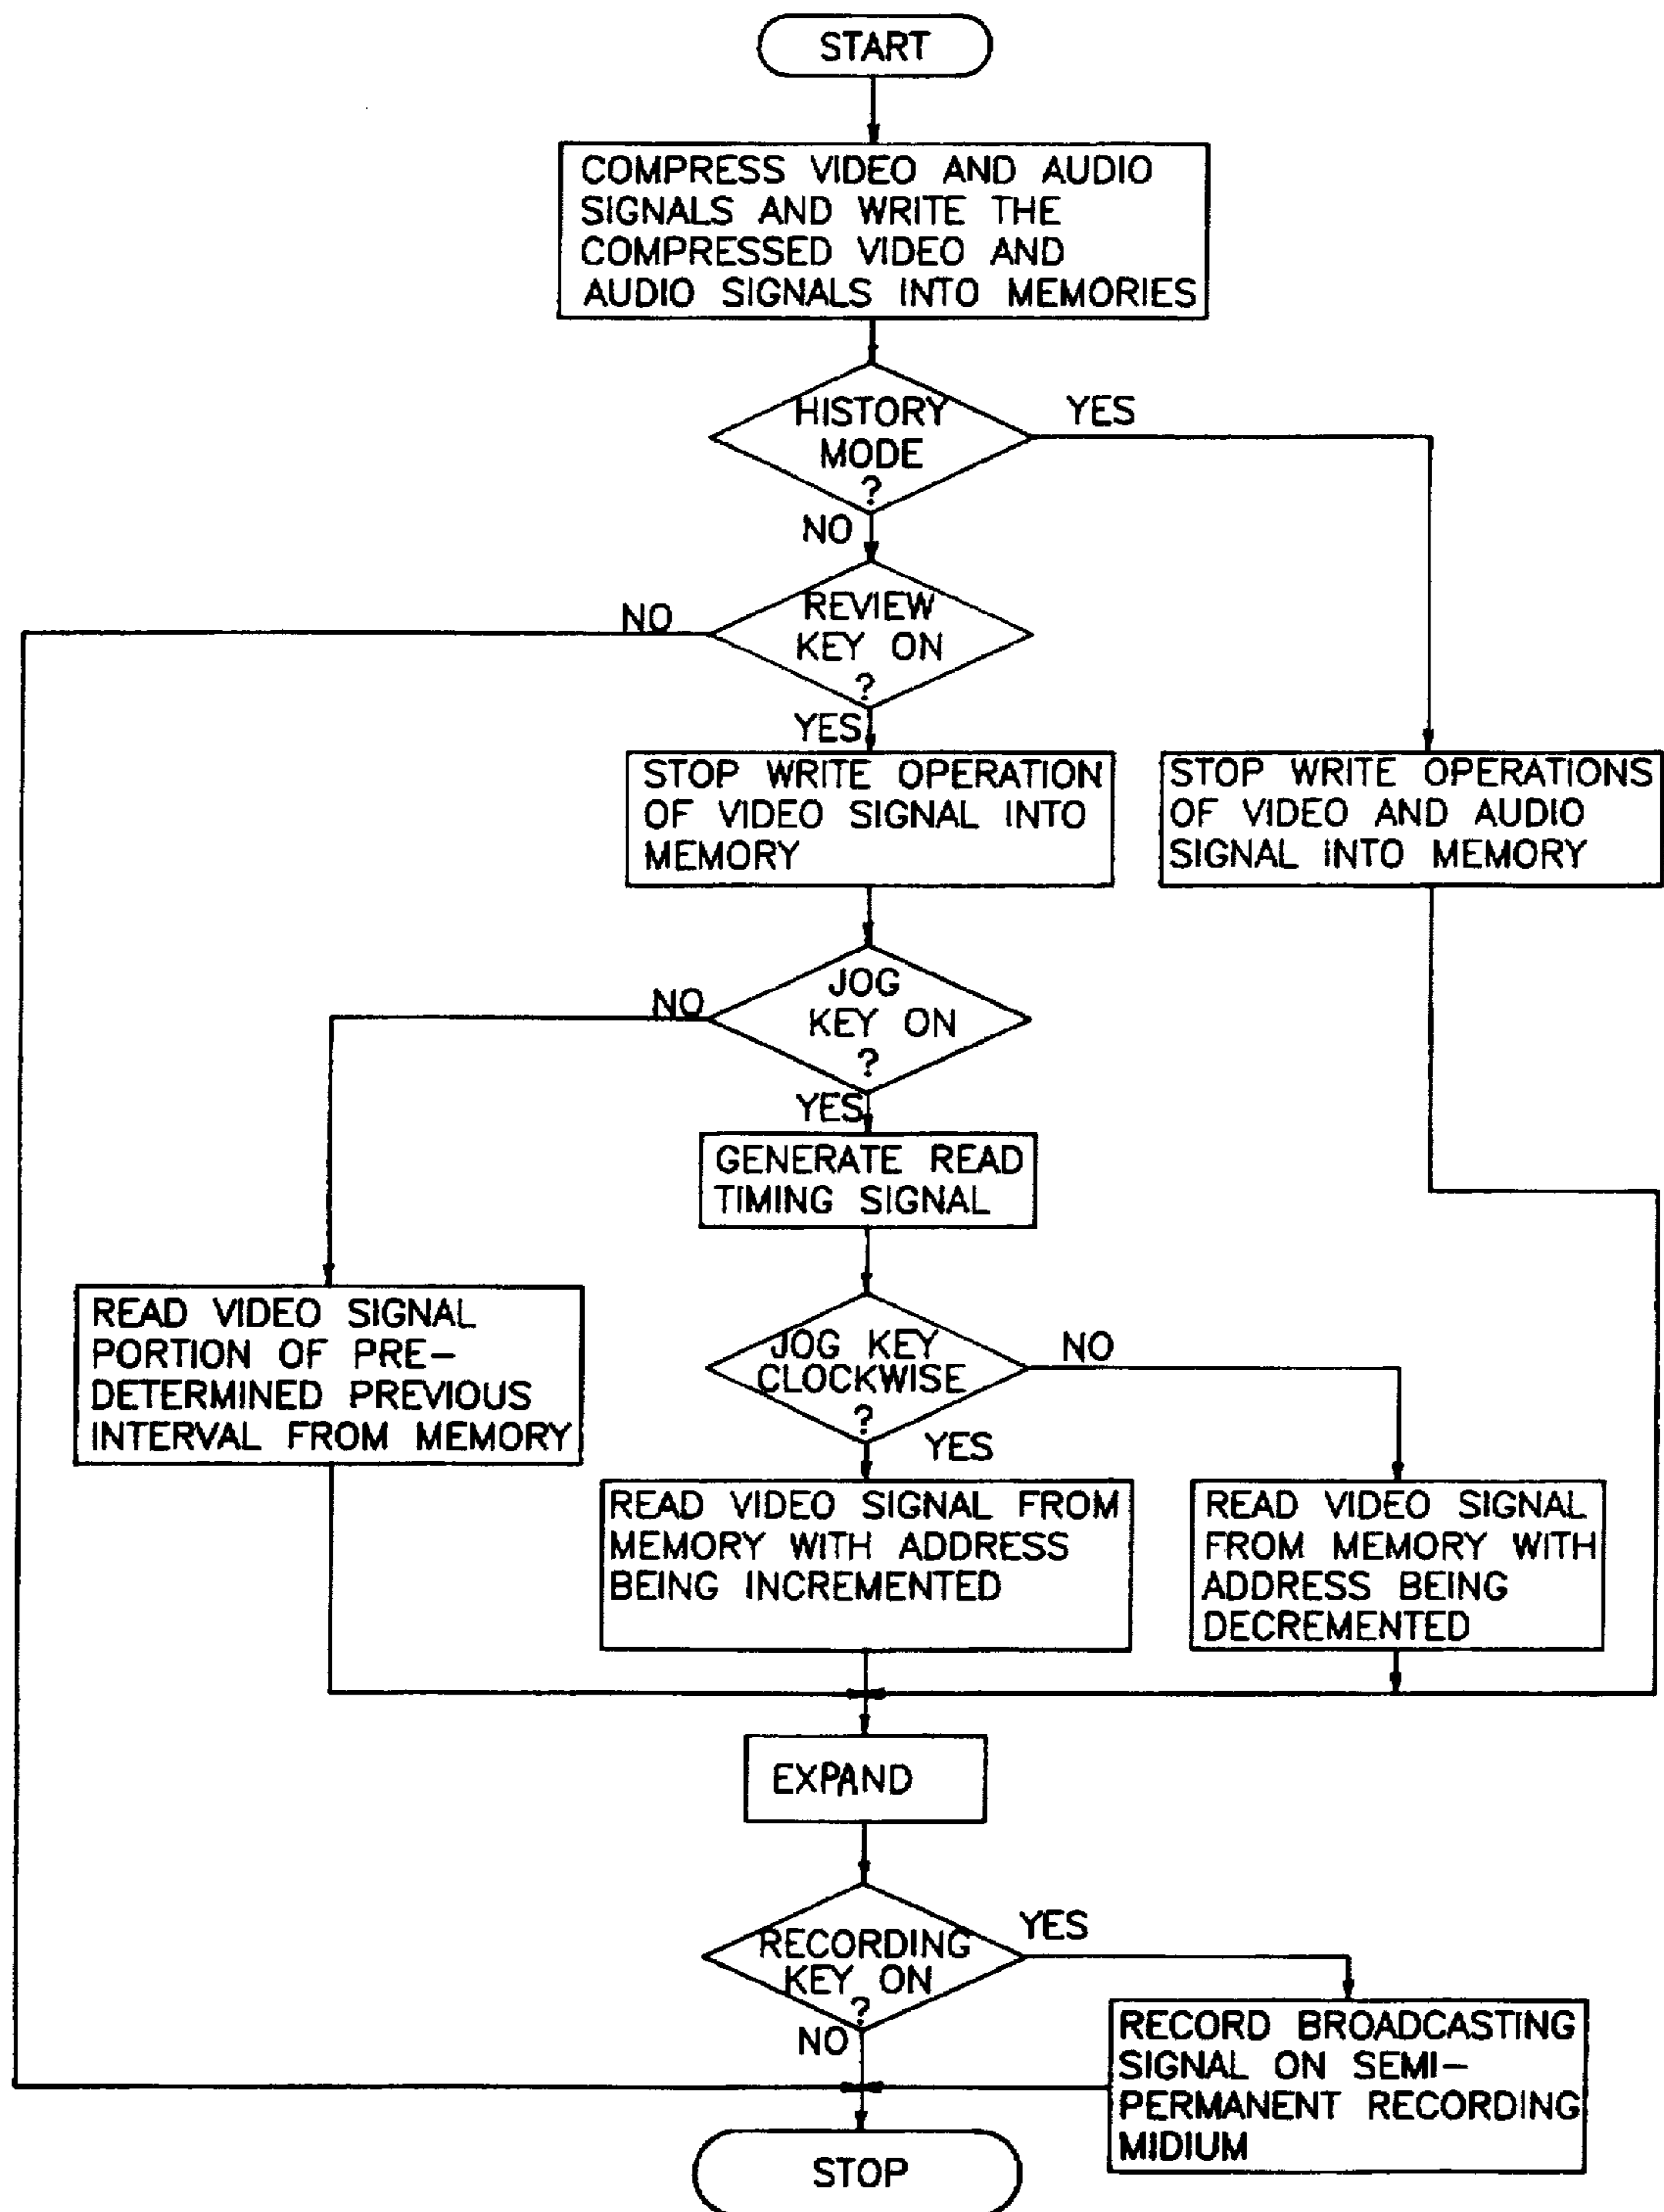 START
COMPRESS VIDEO AND AUDIO
SIGNALS AND WRITE THE
COMPRESSED VIDEO AND
AUDIO SIGNALS INTO MEMORIES
HISTORY
MODE
?
YES
NO
REVIEW
KEY ON
?
NO
YES
STOP WRITE OPERATION
OF VIDEO SIGNAL INTO
MEMORY
STOP WRITE OPERATIONS
OF VIDEO AND AUDIO
SIGNAL INTO MEMORY
JOG
KEY ON
?
NO
YES
GENERATE READ
TIMING SIGNAL
READ VIDEO SIGNAL
PORTION OF PRE-
DETERMINED PREVIOUS
INTERVAL FROM MEMORY
JOG KEY
CLOCKWISE
?
NO
YES
READ VIDEO SIGNAL FROM
MEMORY WITH ADDRESS
BEING INCREMENTED
READ VIDEO SIGNAL
FROM MEMORY WITH
ADDRESS BEING
DECREMENTED
EXPAND
RECORDING
KEY ON
?
YES
NO
RECORD BROADCASTING
SIGNAL ON SEMI-
PERMANENT RECORDING
MIDIUM
STOP